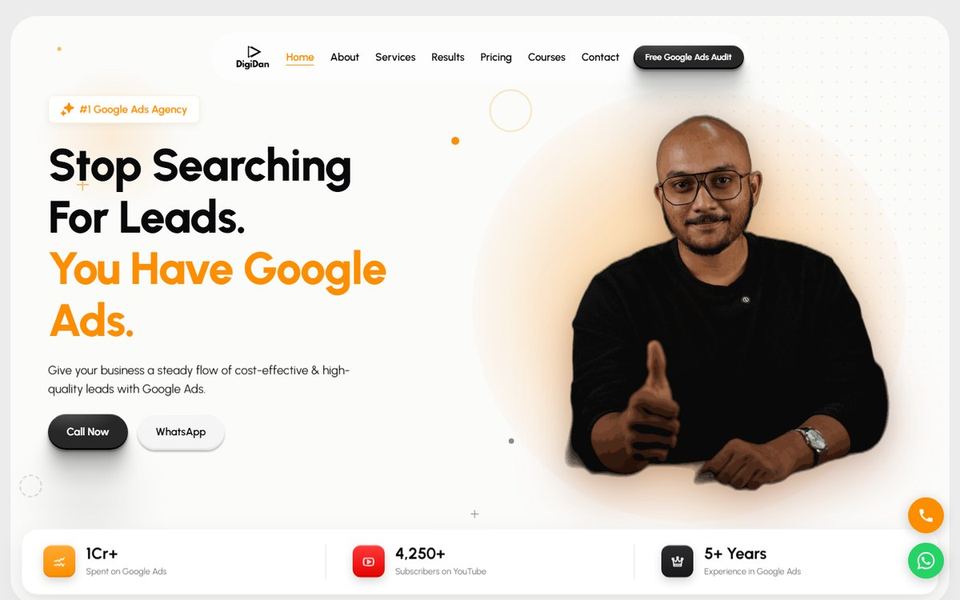 DigiDan
Home
About
Services
Results
Pricing
Courses
Contact
Free Google Ads Audit
#1 Google Ads Agency
Stop Searching
For Leads.
You Have Google
Ads.
Give your business a steady flow of cost-effective & high-
quality leads with Google Ads.
Call Now
WhatsApp
1Cr+
Spent on Google Ads
4,250+
Subscribers on YouTube
5+ Years
Experience in Google Ads